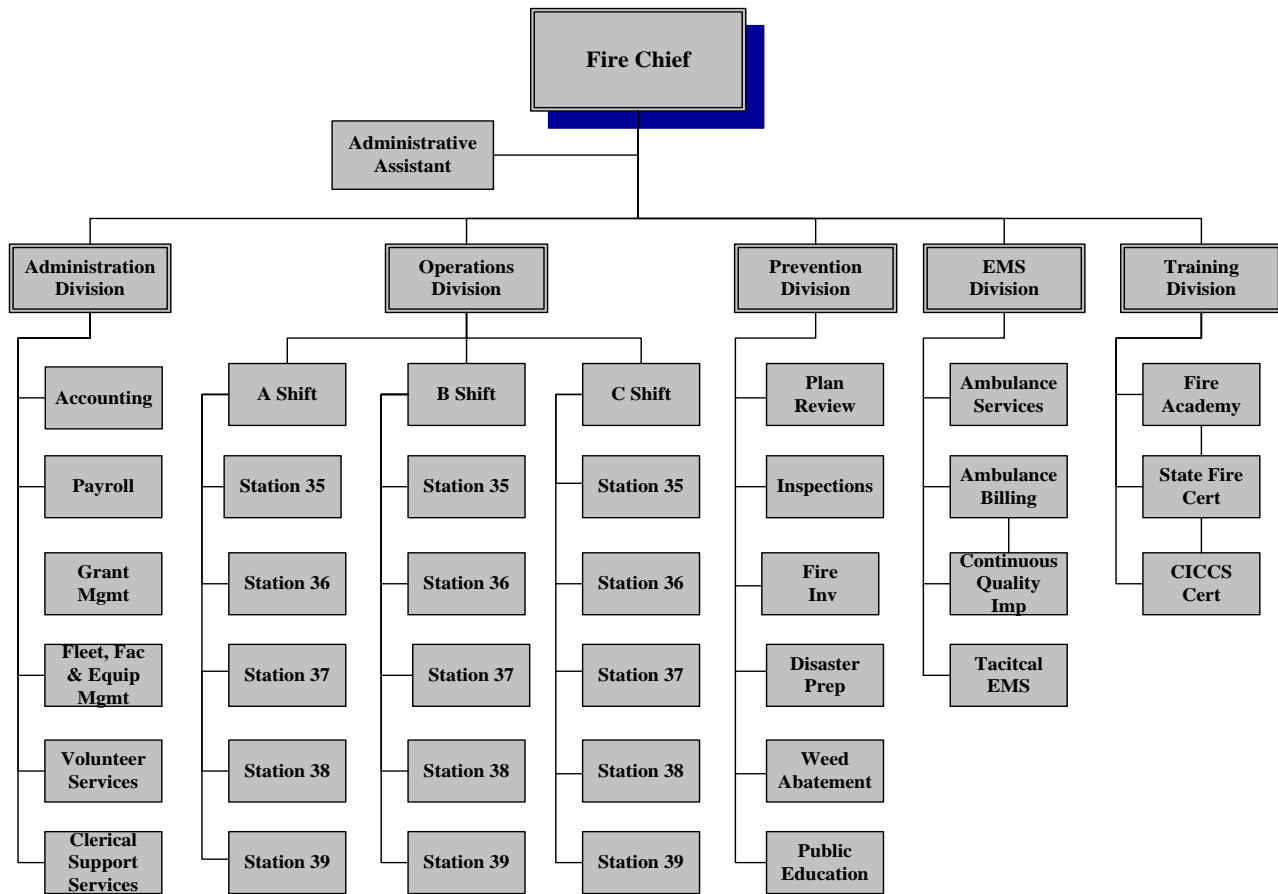 Fire Chief
Administrative
Assistant
Administration
Division
Operations
Division
Prevention
Division
EMS
Division
Training
Division
Accounting
Payroll
Grant
Mgmt
Fleet, Fac
& Equip
Mgmt
Volunteer
Services
Clerical
Support
Services
A Shift
Station 35
Station 36
Station 37
Station 38
Station 39
B Shift
Station 35
Station 36
Station 37
Station 38
Station 39
C Shift
Station 35
Station 36
Station 37
Station 38
Station 39
Plan
Review
Inspections
Fire
Inv
Disaster
Prep
Weed
Abatement
Public
Education
Ambulance
Services
Ambulance
Billing
Continuous
Quality
Imp
Tacitcal
EMS
Fire
Academy
State Fire
Cert
CICCS
Cert